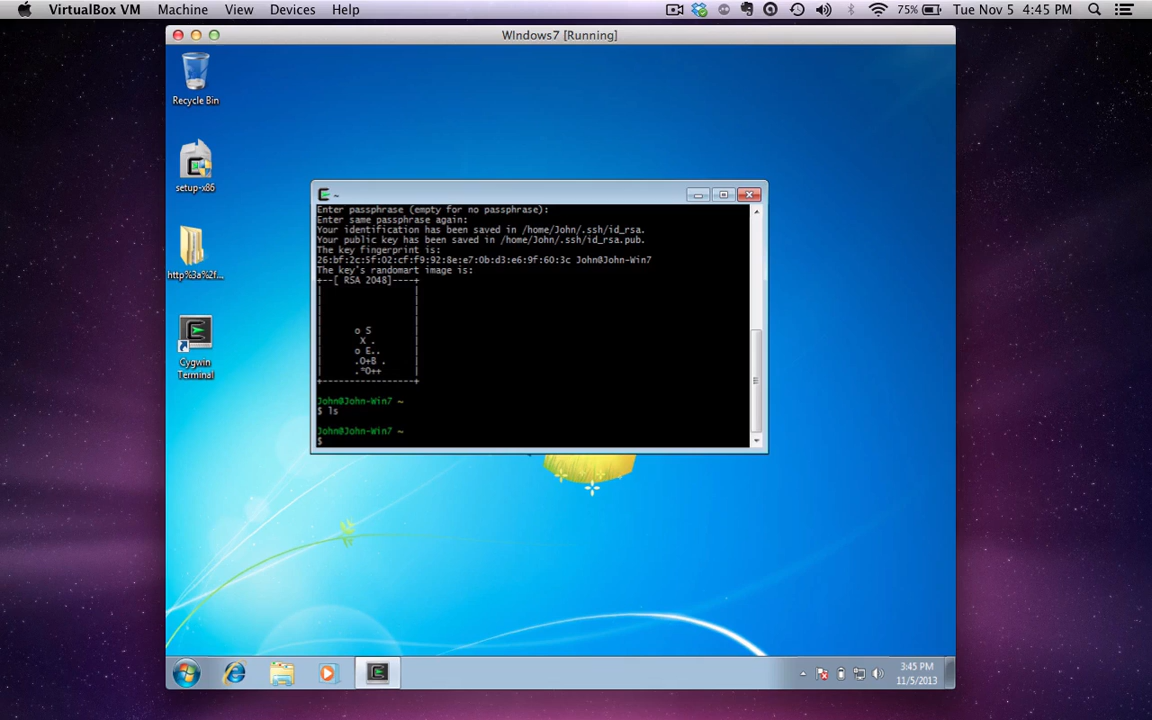 VirtualBox VM Machine View Devices Help 75% Tue Nov 5 4:45 PM
WIndows7 [Running]
Recycle Bin
setup-x86
http%3a%2f...
Cygwin
Terminal
~
Enter passphrase (empty for no passphrase):
Enter same passphrase again:
Your identification has been saved in /home/John/.ssh/id_rsa.
Your public key has been saved in /home/John/.ssh/id_rsa.pub.
The key fingerprint is:
26:bf:2c:5f:02:cf:f9:92:8e:e7:0b:d3:e6:9f:60:3c John@John-Win7
The key's randomart image is:
+--[ RSA 2048]----+
|                 |
|                 |
|                 |
|                 |
|      o S        |
|       X .       |
|      o E..      |
|      .O+B .     |
|      .*O++      |
+-----------------+
John@John-Win7 ~
$ ls
John@John-Win7 ~
$
3:45 PM
11/5/2013